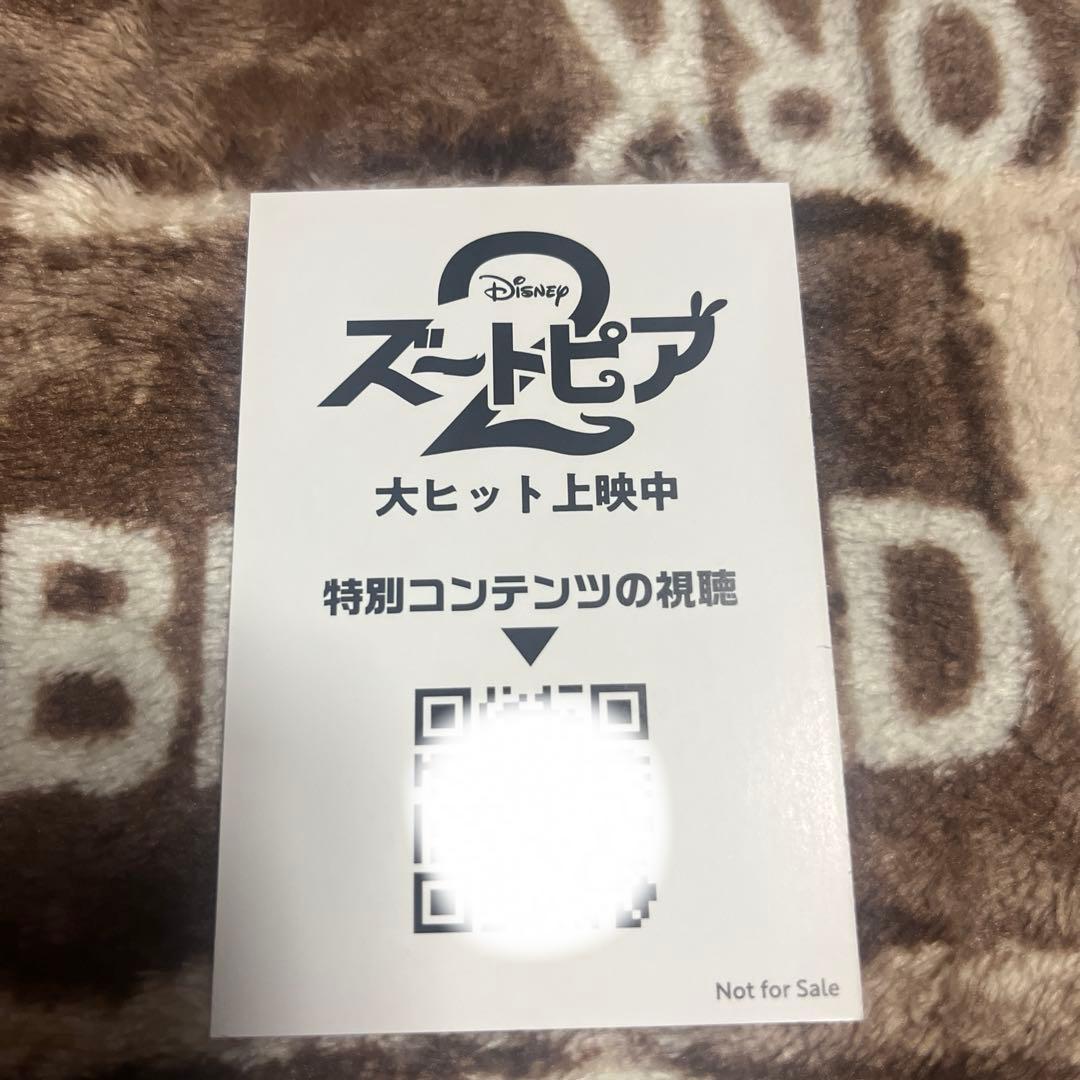 ORK
Disney
ズートピア
2
大ヒット上映中
特別コンテンツの視聴
Not for Sale